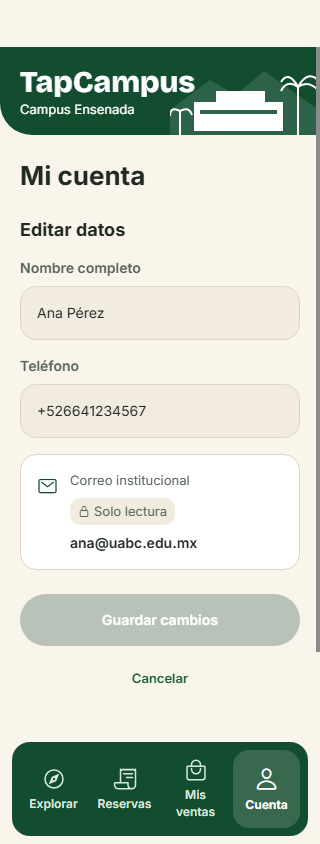 TapCampus
Campus Ensenada
Mi cuenta
Editar datos
Nombre completo
Ana Pérez
Teléfono
+526641234567
Correo institucional
Solo lectura
ana@uabc.edu.mx
Guardar cambios
Cancelar
Explorar
Reservas
Mis
ventas
Cuenta